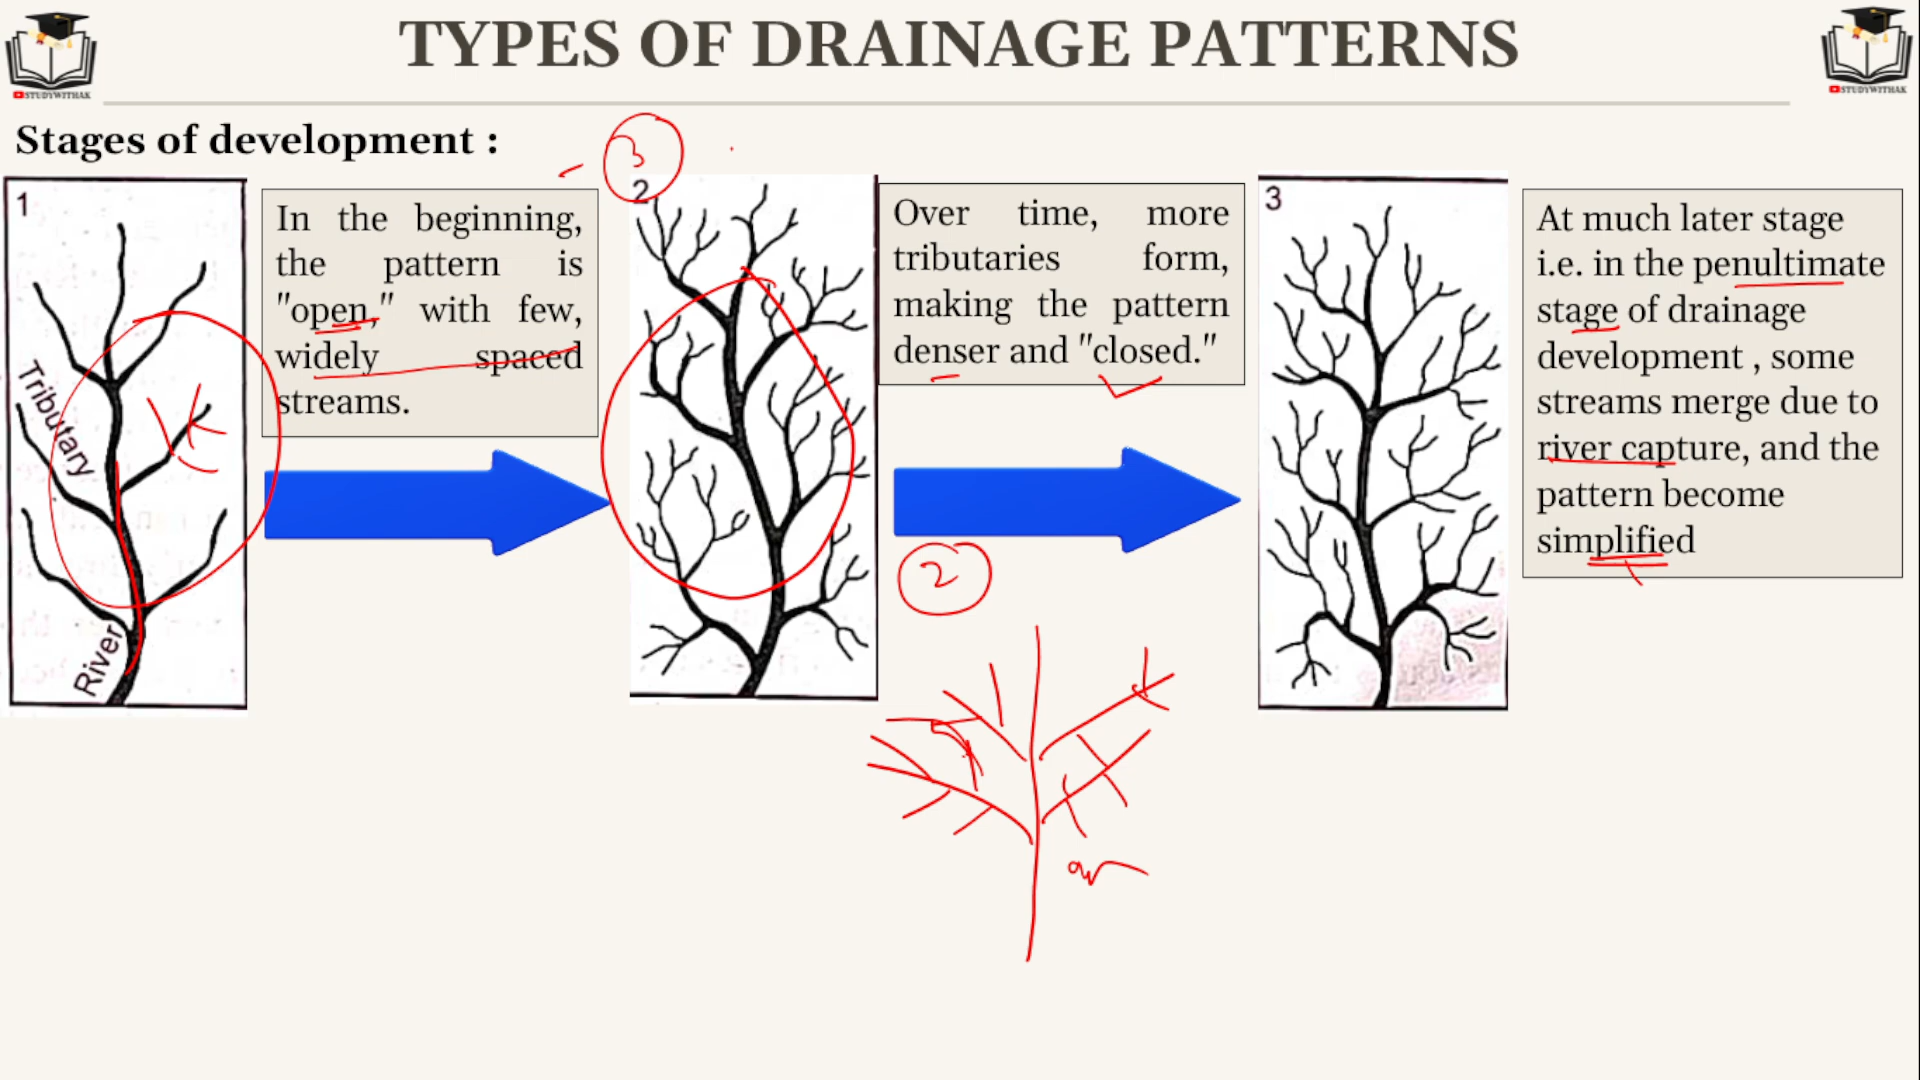 TYPES OF DRAINAGE PATTERNS
STUDYWITHAK
STUDYWITHAK
Stages of development :
1
Tributary
River
In the beginning,
the pattern is
"open," with few,
widely spaced
streams.
3
2
Over time, more
tributaries form,
making the pattern
denser and "closed."
2
3
At much later stage
i.e. in the penultimate
stage of drainage
development , some
streams merge due to
river capture, and the
pattern become
simplified